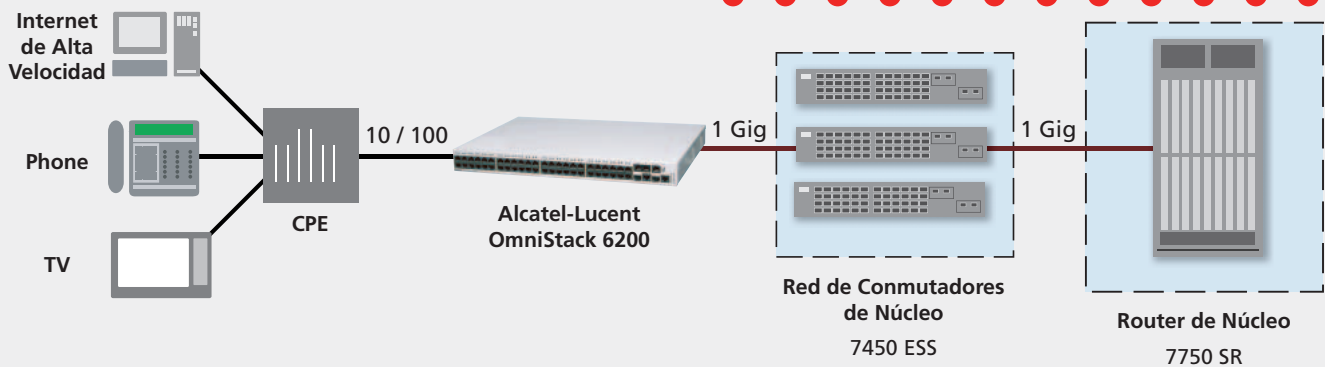 Internet
de Alta
Velocidad
Phone
TV
CPE
10 / 100
Alcatel-Lucent
OmniStack 6200
1 Gig
Red de Conmutadores
de Núcleo
7450 ESS
1 Gig
Router de Núcleo
7750 SR